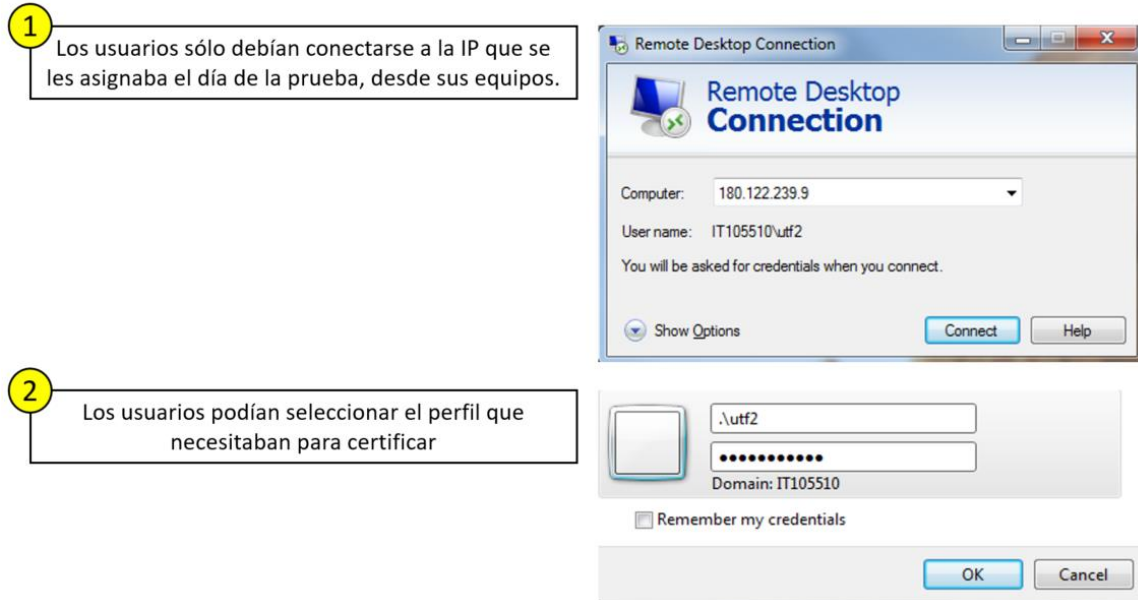 1
Los usuarios sólo debían conectarse a la IP que se
les asignaba el día de la prueba, desde sus equipos.
Remote Desktop Connection
Remote Desktop
Connection
Computer: 180.122.239.9
User name: IT105510\utf2
You will be asked for credentials when you connect.
Show Options Connect Help
2
Los usuarios podían seleccionar el perfil que
necesitaban para certificar
.\utf2
●●●●●●●●●●●
Domain: IT105510
Remember my credentials
OK Cancel